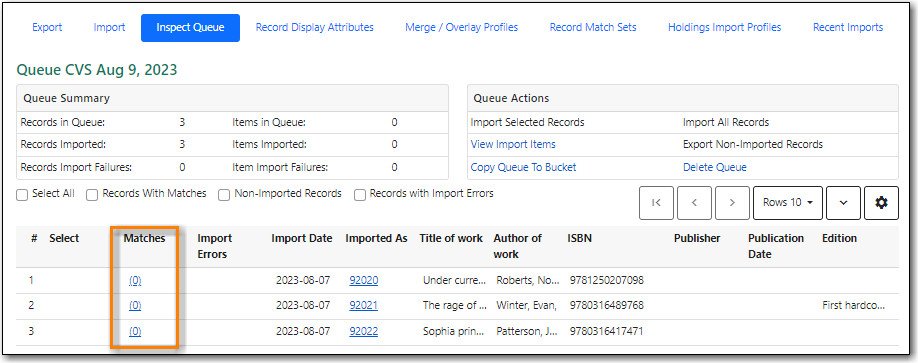 Export Import Inspect Queue Record Display Attributes Merge / Overlay Profiles Record Match Sets Holdings Import Profiles Recent Imports
Queue CVS Aug 9, 2023
Queue Summary
Records in Queue: 3 Items in Queue: 0
Records Imported: 3 Items Imported: 0
Records Import Failures: 0 Item Import Failures: 0
Queue Actions
Import Selected Records Import All Records
View Import Items Export Non-Imported Records
Copy Queue To Bucket Delete Queue
Select All Records With Matches Non-Imported Records Records with Import Errors
Rows 10
# Select Matches Import Errors Import Date Imported As Title of work Author of work ISBN Publisher Publication Date Edition
1 (0) 2023-08-07 92020 Under curre... Roberts, No... 9781250207098
2 (0) 2023-08-07 92021 The rage of ... Winter, Evan, 9780316489768 First hardco...
3 (0) 2023-08-07 92022 Sophia prin... Patterson, J... 9780316417471